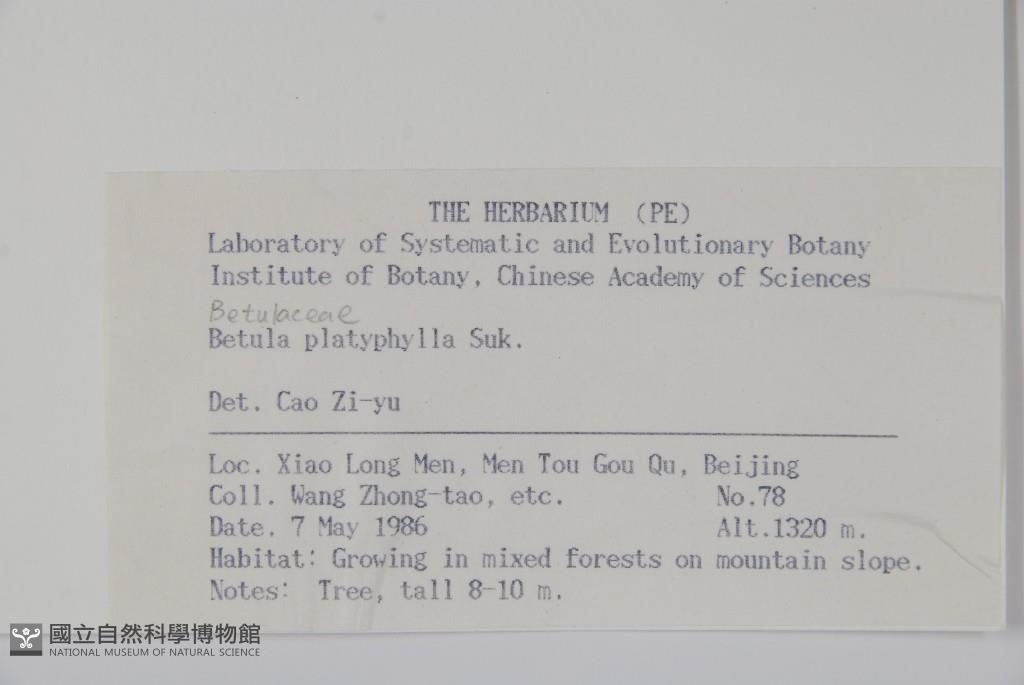 THE HERBARIUM (PE)
Laboratory of Systematic and Evolutionary Botany
Institute of Botany, Chinese Academy of Sciences
Betulaceae
Betula platyphylla Suk.
Det. Cao Zi-yu
Loc. Xiao Long Men, Men Tou Gou Qu, Beijing
Coll. Wang Zhong-tao, etc. No.78
Date. 7 May 1986 Alt.1320 m.
Habitat: Growing in mixed forests on mountain slope.
Notes: Tree, tall 8-10 m.
國立自然科學博物館
NATIONAL MUSEUM OF NATURAL SCIENCE